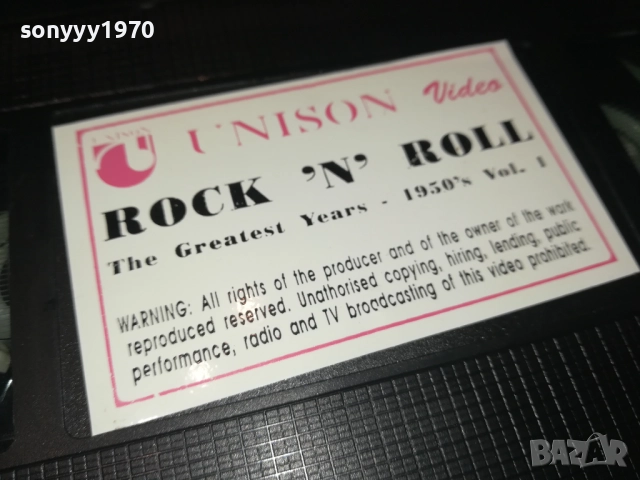 sonyyy1970
UNISON Video
ROCK 'N' ROLL
The Greatest Years - 1950's Vol. 1
WARNING: All rights of the producer and of the owner of the work
reproduced reserved. Unathorised copying, hiring, lending, public
performance, radio and TV broadcasting of this video prohibited.
BAZAR